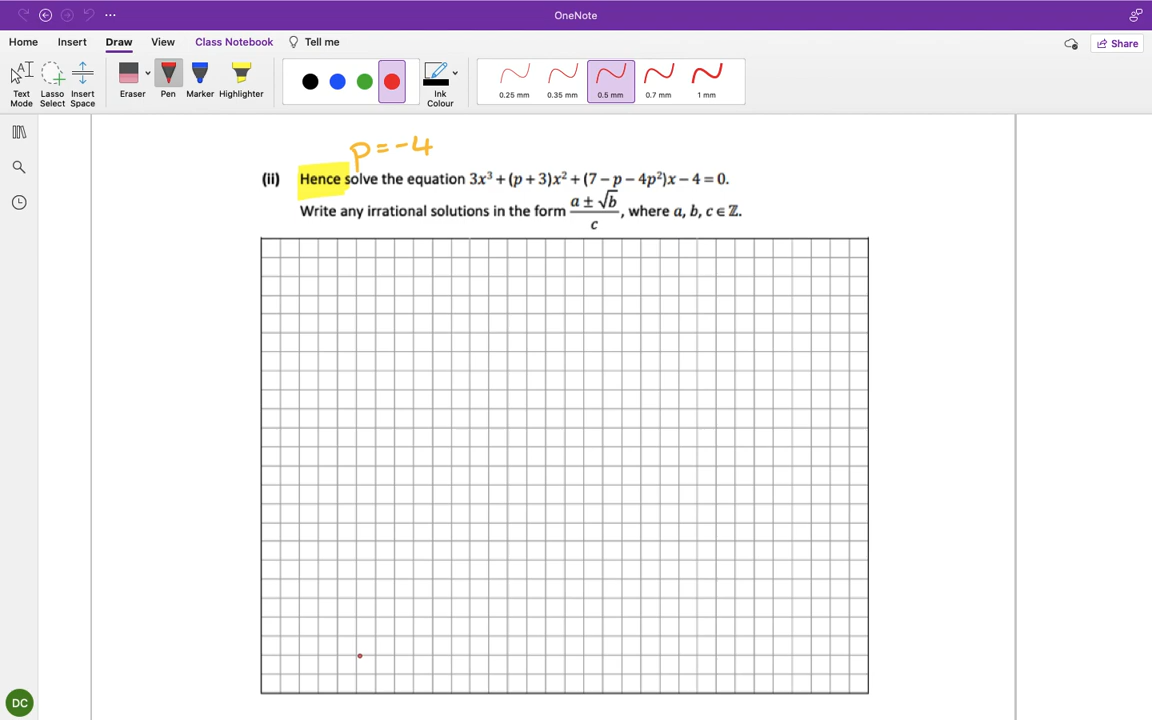 OneNote
Home Insert Draw View Class Notebook Tell me Share
Text Mode Lasso Select Insert Space Eraser Pen Marker Highlighter Ink Colour 0.25 mm 0.35 mm 0.5 mm 0.7 mm 1 mm
p = -4
(ii) Hence solve the equation 3x³ + (p + 3)x² + (7 – p – 4p²)x – 4 = 0.
Write any irrational solutions in the form (a ± √b)/c, where a, b, c ∈ ℤ.
DC